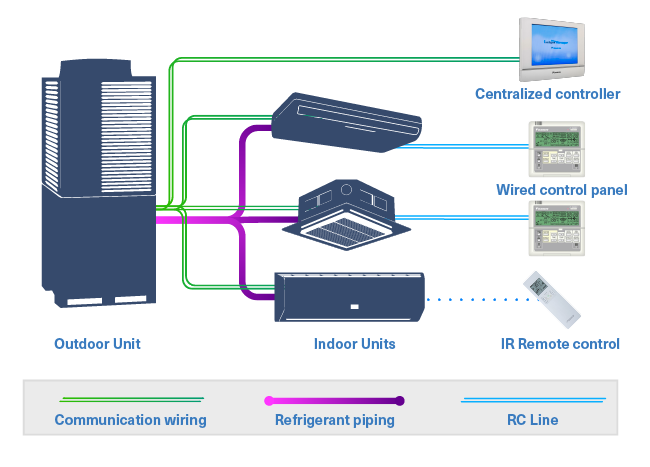 Centralized controller
Wired control panel
Outdoor Unit
Indoor Units
IR Remote control
Communication wiring
Refrigerant piping
RC Line